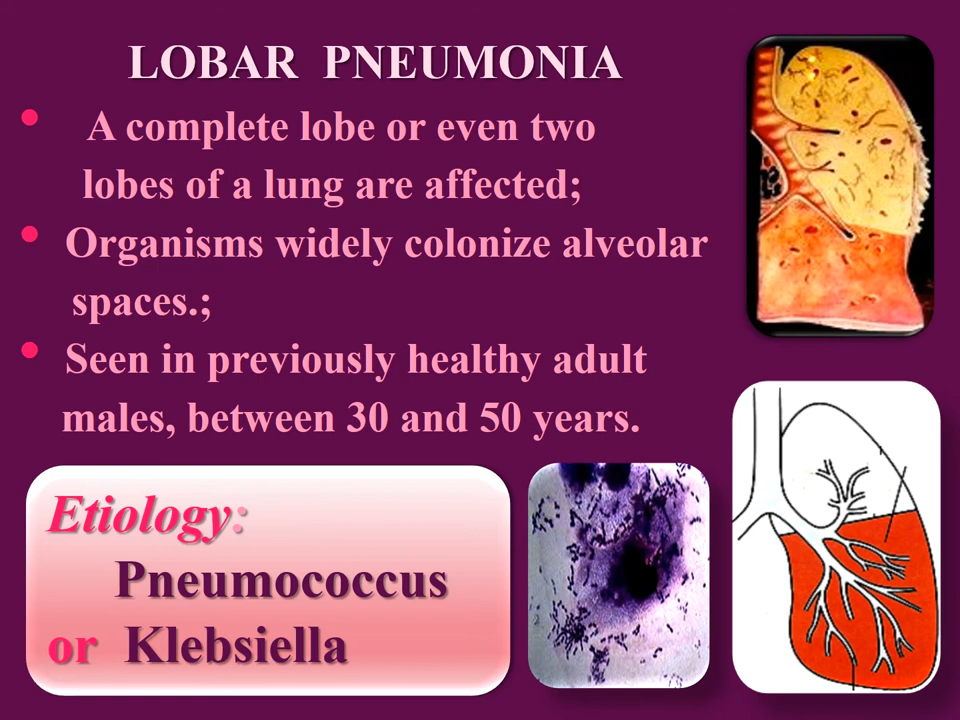 LOBAR PNEUMONIA
• A complete lobe or even two
lobes of a lung are affected;
• Organisms widely colonize alveolar
spaces.;
• Seen in previously healthy adult
males, between 30 and 50 years.
Etiology:
Pneumococcus
or Klebsiella